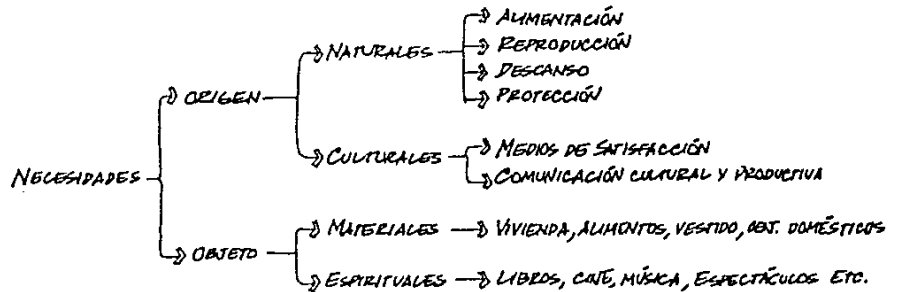 NECESIDADES
ORIGEN
NATURALES
ALIMENTACIÓN
REPRODUCCIÓN
DESCANSO
PROTECCIÓN
CULTURALES
MEDIOS DE SATISFACCIÓN
COMUNICACIÓN CULTURAL Y PRODUCTIVA
OBJETO
MATERIALES
VIVIENDA, ALIMENTOS, VESTIDO, OBJ. DOMÉSTICOS
ESPIRITUALES
LIBROS, CINE, MÚSICA, ESPECTÁCULOS ETC.